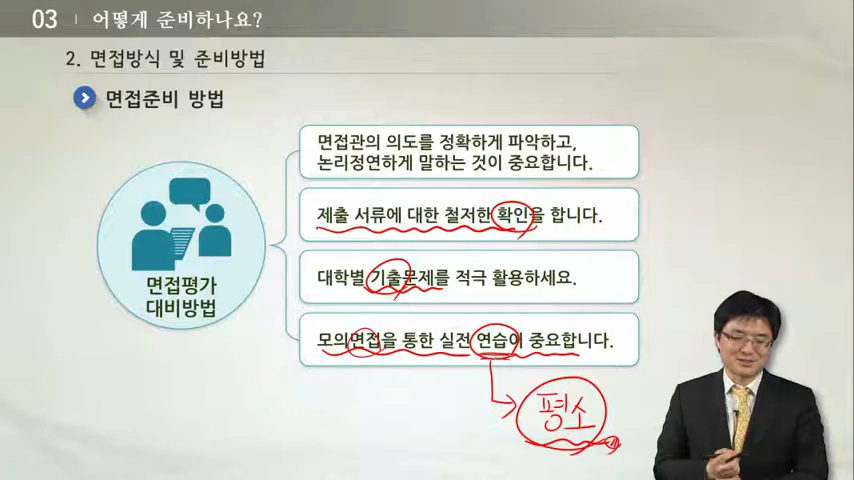 03 | 어떻게 준비하나요?
2. 면접방식 및 준비방법
면접준비 방법
면접관의 의도를 정확하게 파악하고,
논리정연하게 말하는 것이 중요합니다.
제출 서류에 대한 철저한 확인을 합니다.
대학별 기출문제를 적극 활용하세요.
모의면접을 통한 실전 연습이 중요합니다.
면접평가
대비방법
평소